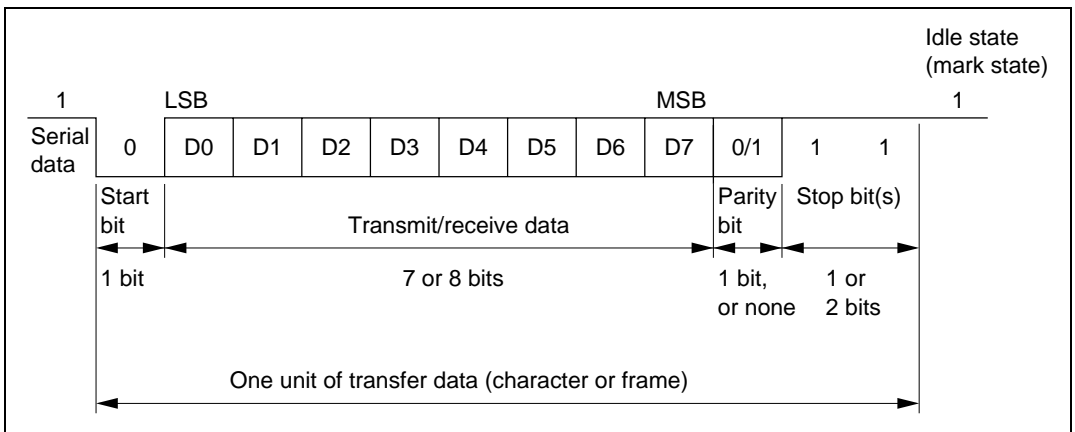 Idle state
(mark state)
1 LSB MSB 1
Serial
data
0 D0 D1 D2 D3 D4 D5 D6 D7 0/1 1 1
Start
bit
Transmit/receive data
Parity
bit
Stop bit(s)
1 bit
7 or 8 bits
1 bit,
or none
1 or
2 bits
One unit of transfer data (character or frame)